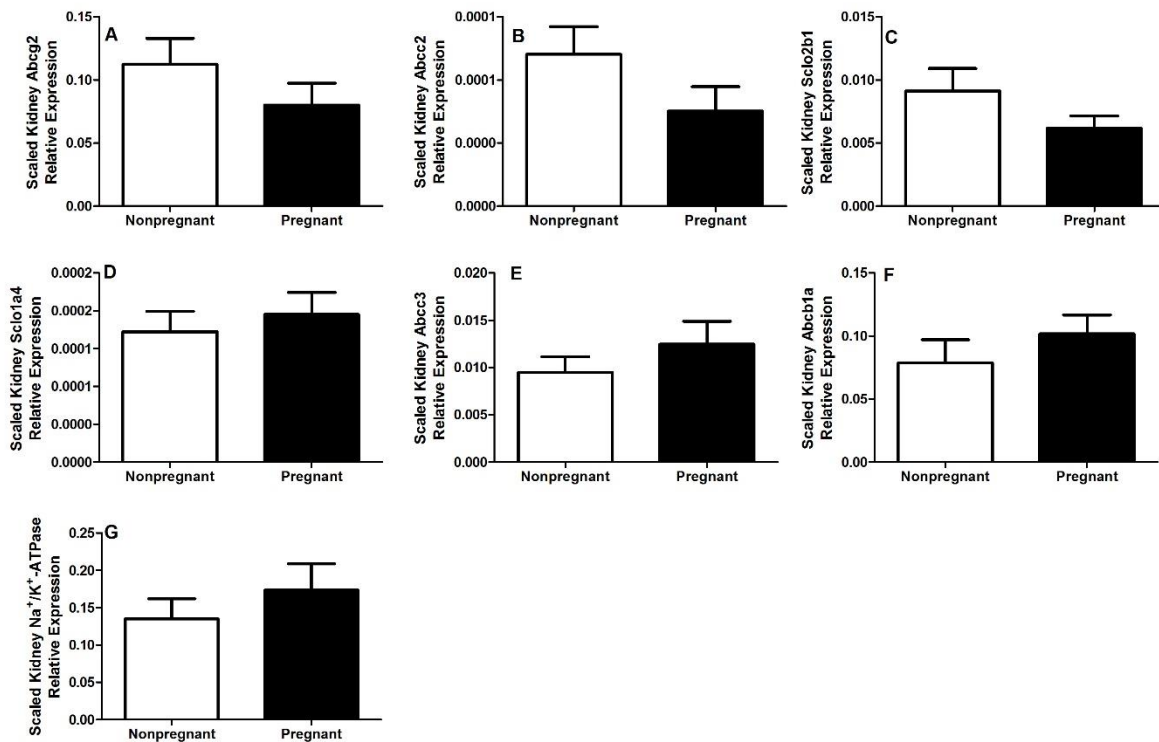 A
Scaled Kidney Abcg2
Relative Expression
0.15
0.10
0.05
0.00
Nonpregnant
Pregnant
B
Scaled Kidney Abcc2
Relative Expression
0.0001
0.0001
0.0000
0.0000
Nonpregnant
Pregnant
C
Scaled Kidney Sclo2b1
Relative Expression
0.015
0.010
0.005
0.000
Nonpregnant
Pregnant
D
Scaled Kidney Sclo1a4
Relative Expression
0.0002
0.0002
0.0001
0.0001
0.0000
0.0000
Nonpregnant
Pregnant
E
Scaled Kidney Abcc3
Relative Expression
0.020
0.015
0.010
0.005
0.000
Nonpregnant
Pregnant
F
Scaled Kidney Abcb1a
Relative Expression
0.15
0.10
0.05
0.00
Nonpregnant
Pregnant
G
Scaled Kidney Na⁺/K⁺-ATPase
Relative Expression
0.25
0.20
0.15
0.10
0.05
0.00
Nonpregnant
Pregnant